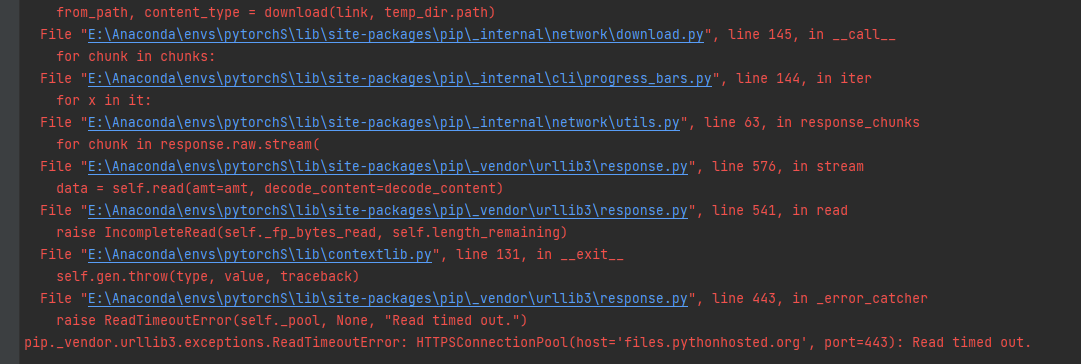 from_path, content_type = download(link, temp_dir.path)
File "E:\Anaconda\envs\pytorchS\lib\site-packages\pip\_internal\network\download.py", line 145, in __call__
for chunk in chunks:
File "E:\Anaconda\envs\pytorchS\lib\site-packages\pip\_internal\cli\progress_bars.py", line 144, in iter
for x in it:
File "E:\Anaconda\envs\pytorchS\lib\site-packages\pip\_internal\network\utils.py", line 63, in response_chunks
for chunk in response.raw.stream(
File "E:\Anaconda\envs\pytorchS\lib\site-packages\pip\_vendor\urllib3\response.py", line 576, in stream
data = self.read(amt=amt, decode_content=decode_content)
File "E:\Anaconda\envs\pytorchS\lib\site-packages\pip\_vendor\urllib3\response.py", line 541, in read
raise IncompleteRead(self._fp_bytes_read, self.length_remaining)
File "E:\Anaconda\envs\pytorchS\lib\contextlib.py", line 131, in __exit__
self.gen.throw(type, value, traceback)
File "E:\Anaconda\envs\pytorchS\lib\site-packages\pip\_vendor\urllib3\response.py", line 443, in _error_catcher
raise ReadTimeoutError(self._pool, None, "Read timed out.")
pip._vendor.urllib3.exceptions.ReadTimeoutError: HTTPSConnectionPool(host='files.pythonhosted.org', port=443): Read timed out.